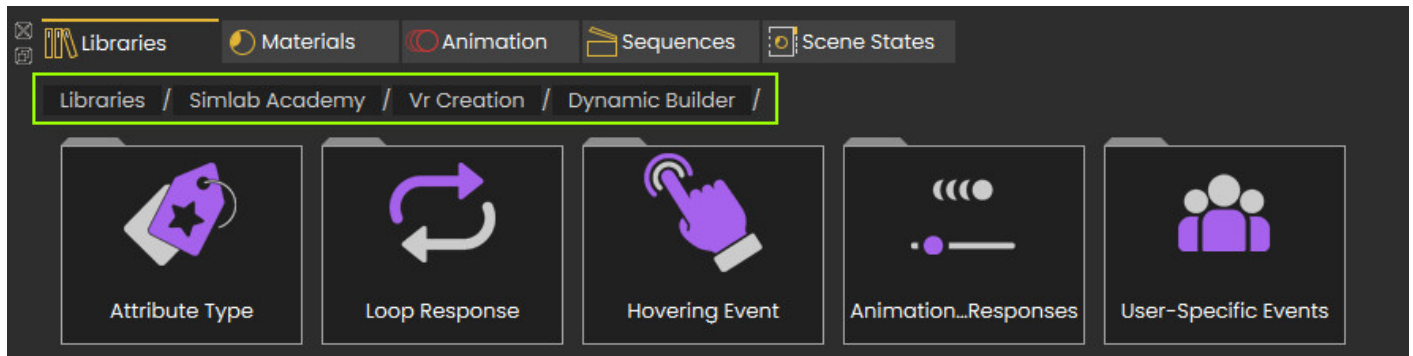 Libraries Materials Animation Sequences Scene States
Libraries / Simlab Academy / Vr Creation / Dynamic Builder /
Attribute Type Loop Response Hovering Event Animation...Responses User-Specific Events